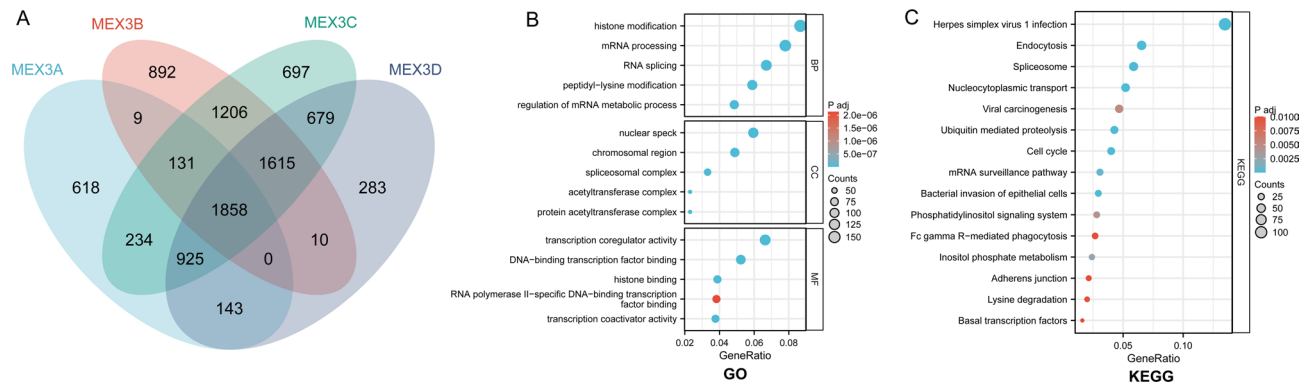 A
MEX3A
MEX3B
MEX3C
MEX3D
892
697
9
1206
679
131
1615
618
283
1858
234
10
925
0
143
B
histone modification
mRNA processing
RNA splicing
peptidyl−lysine modification
regulation of mRNA metabolic process
BP
nuclear speck
chromosomal region
spliceosomal complex
acetyltransferase complex
protein acetyltransferase complex
CC
transcription coregulator activity
DNA−binding transcription factor binding
histone binding
RNA polymerase II−specific DNA−binding transcription
factor binding
transcription coactivator activity
MF
0.02 0.04 0.06 0.08
GeneRatio
GO
P adj
2.0e−06
1.5e−06
1.0e−06
5.0e−07
Counts
50
75
100
125
150
C
Herpes simplex virus 1 infection
Endocytosis
Spliceosome
Nucleocytoplasmic transport
Viral carcinogenesis
Ubiquitin mediated proteolysis
Cell cycle
mRNA surveillance pathway
Bacterial invasion of epithelial cells
Phosphatidylinositol signaling system
Fc gamma R−mediated phagocytosis
Inositol phosphate metabolism
Adherens junction
Lysine degradation
Basal transcription factors
KEGG
0.05 0.10
GeneRatio
KEGG
P adj
0.0100
0.0075
0.0050
0.0025
Counts
25
50
75
100